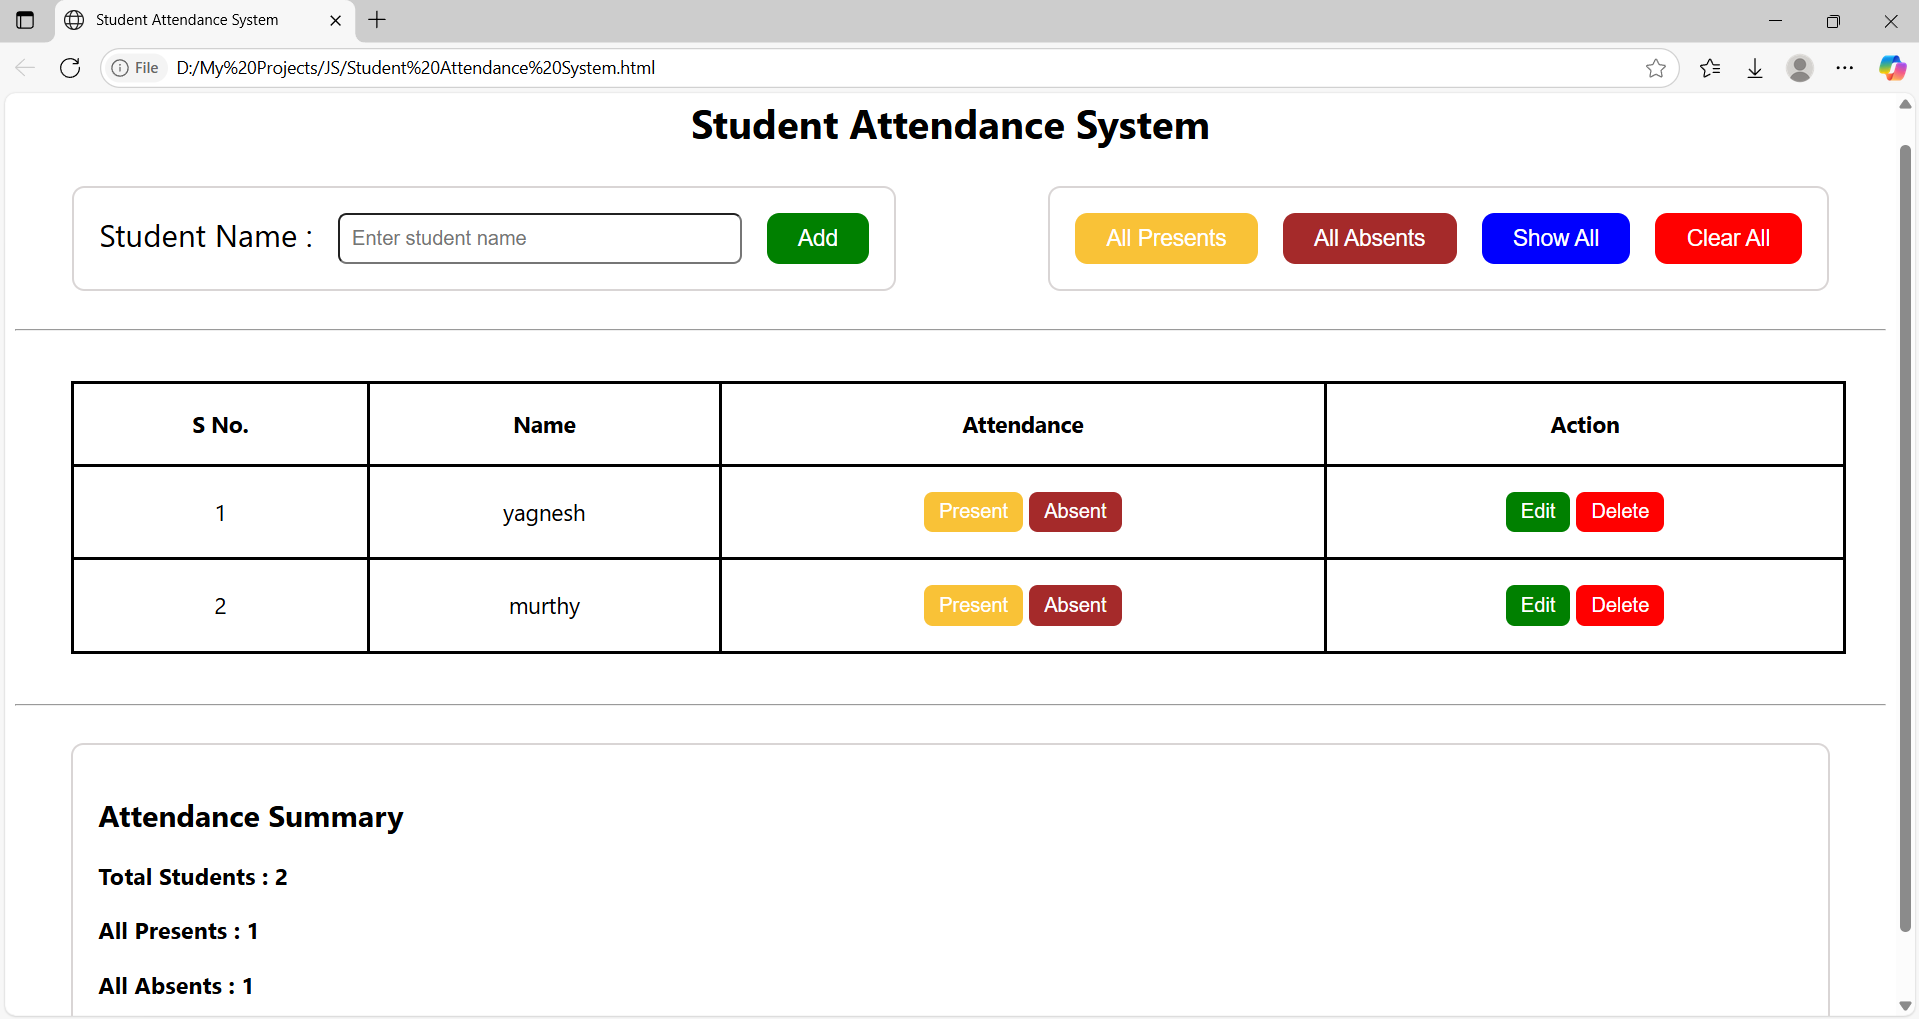 Student Attendance System
File D:/My%20Projects/JS/Student%20Attendance%20System.html
Student Attendance System
Student Name : Enter student name Add All Presents All Absents Show All Clear All
S No. Name Attendance Action
1 yagnesh Present Absent Edit Delete
2 murthy Present Absent Edit Delete
Attendance Summary
Total Students : 2
All Presents : 1
All Absents : 1